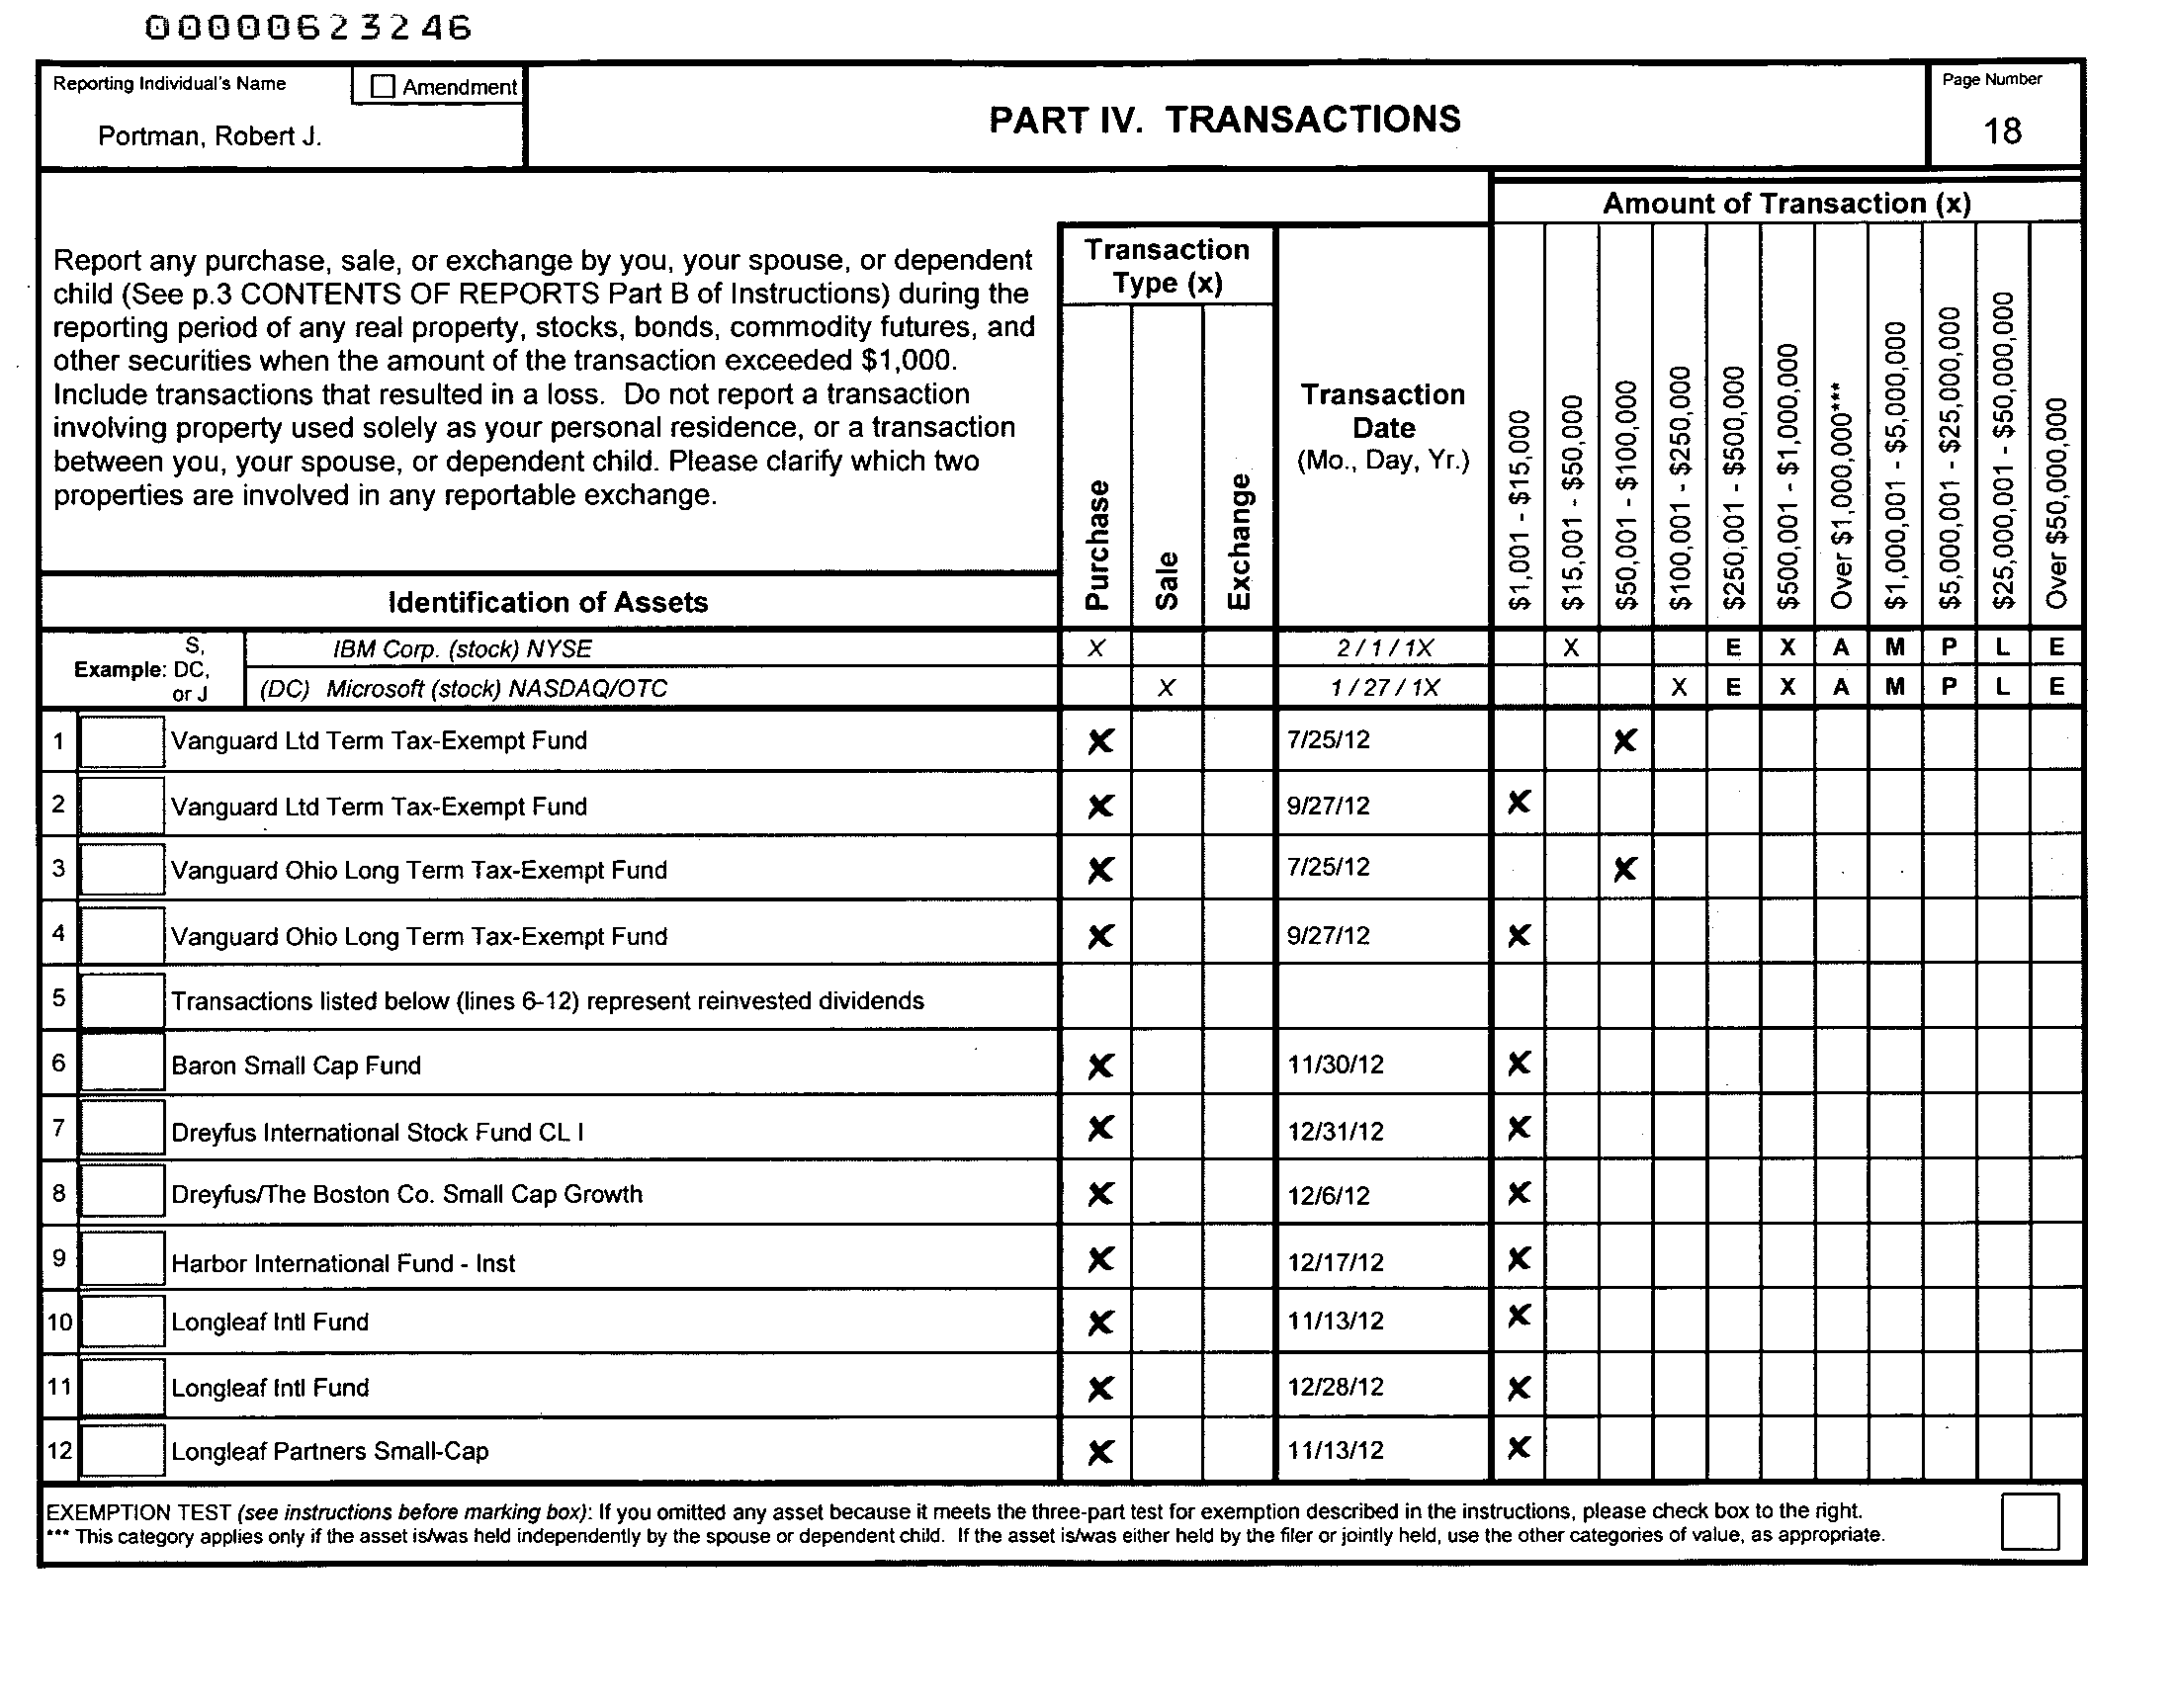 00000623246
Reporting Individual's Name
☐ Amendment
Portman, Robert J.
PART IV. TRANSACTIONS
Page Number
18
Report any purchase, sale, or exchange by you, your spouse, or dependent
child (See p.3 CONTENTS OF REPORTS Part B of Instructions) during the
reporting period of any real property, stocks, bonds, commodity futures, and
other securities when the amount of the transaction exceeded $1,000.
Include transactions that resulted in a loss. Do not report a transaction
involving property used solely as your personal residence, or a transaction
between you, your spouse, or dependent child. Please clarify which two
properties are involved in any reportable exchange.
Identification of Assets
Transaction
Type (x)
Purchase
Sale
Exchange
Transaction
Date
(Mo., Day, Yr.)
Amount of Transaction (x)
$1,001 - $15,000
$15,001 - $50,000
$50,001 - $100,000
$100,001 - $250,000
$250,001 - $500,000
$500,001 - $1,000,000
Over $1,000,000***
$1,000,001 - $5,000,000
$5,000,001 - $25,000,000
$25,000,001 - $50,000,000
Over $50,000,000
Example:
S,
DC,
or J
IBM Corp. (stock) NYSE X 2 / 1 / 1X X E X A M P L E
(DC) Microsoft (stock) NASDAQ/OTC X 1 / 27 / 1X X E X A M P L E
1 Vanguard Ltd Term Tax-Exempt Fund X 7/25/12 X
2 Vanguard Ltd Term Tax-Exempt Fund X 9/27/12 X
3 Vanguard Ohio Long Term Tax-Exempt Fund X 7/25/12 X
4 Vanguard Ohio Long Term Tax-Exempt Fund X 9/27/12 X
5 Transactions listed below (lines 6-12) represent reinvested dividends
6 Baron Small Cap Fund X 11/30/12 X
7 Dreyfus International Stock Fund CL I X 12/31/12 X
8 Dreyfus/The Boston Co. Small Cap Growth X 12/6/12 X
9 Harbor International Fund - Inst X 12/17/12 X
10 Longleaf Intl Fund X 11/13/12 X
11 Longleaf Intl Fund X 12/28/12 X
12 Longleaf Partners Small-Cap X 11/13/12 X
EXEMPTION TEST (see instructions before marking box): If you omitted any asset because it meets the three-part test for exemption described in the instructions, please check box to the right.
*** This category applies only if the asset is/was held independently by the spouse or dependent child. If the asset is/was either held by the filer or jointly held, use the other categories of value, as appropriate.